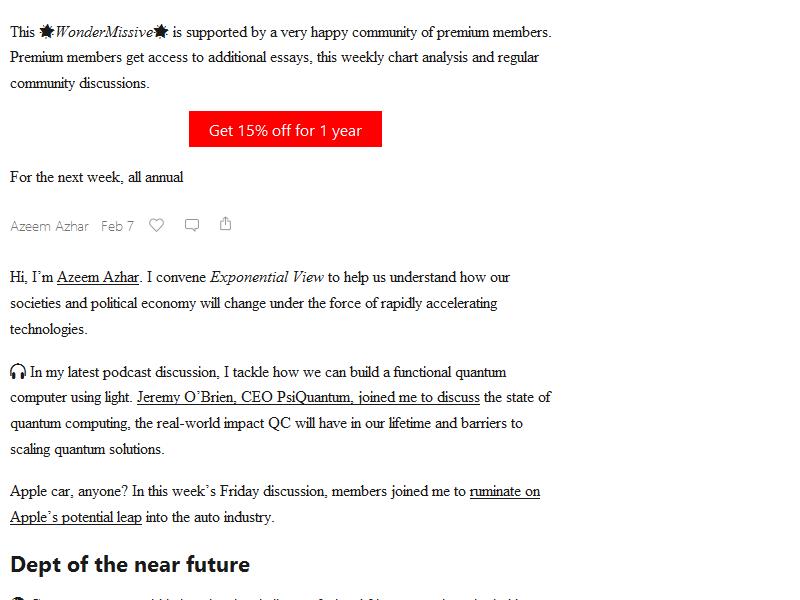 This ✸WonderMissive✸ is supported by a very happy community of premium members.
Premium members get access to additional essays, this weekly chart analysis and regular
community discussions.
Get 15% off for 1 year
For the next week, all annual
Azeem Azhar Feb 7
Hi, I’m Azeem Azhar. I convene Exponential View to help us understand how our
societies and political economy will change under the force of rapidly accelerating
technologies.
🎧 In my latest podcast discussion, I tackle how we can build a functional quantum
computer using light. Jeremy O’Brien, CEO PsiQuantum, joined me to discuss the state of
quantum computing, the real-world impact QC will have in our lifetime and barriers to
scaling quantum solutions.
Apple car, anyone? In this week’s Friday discussion, members joined me to ruminate on
Apple’s potential leap into the auto industry.
Dept of the near future